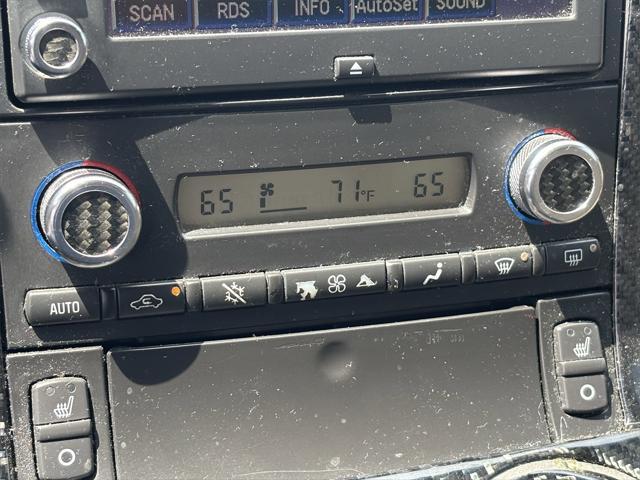 SCAN RDS INFO AutoSet SOUND
65 71°F 65
AUTO